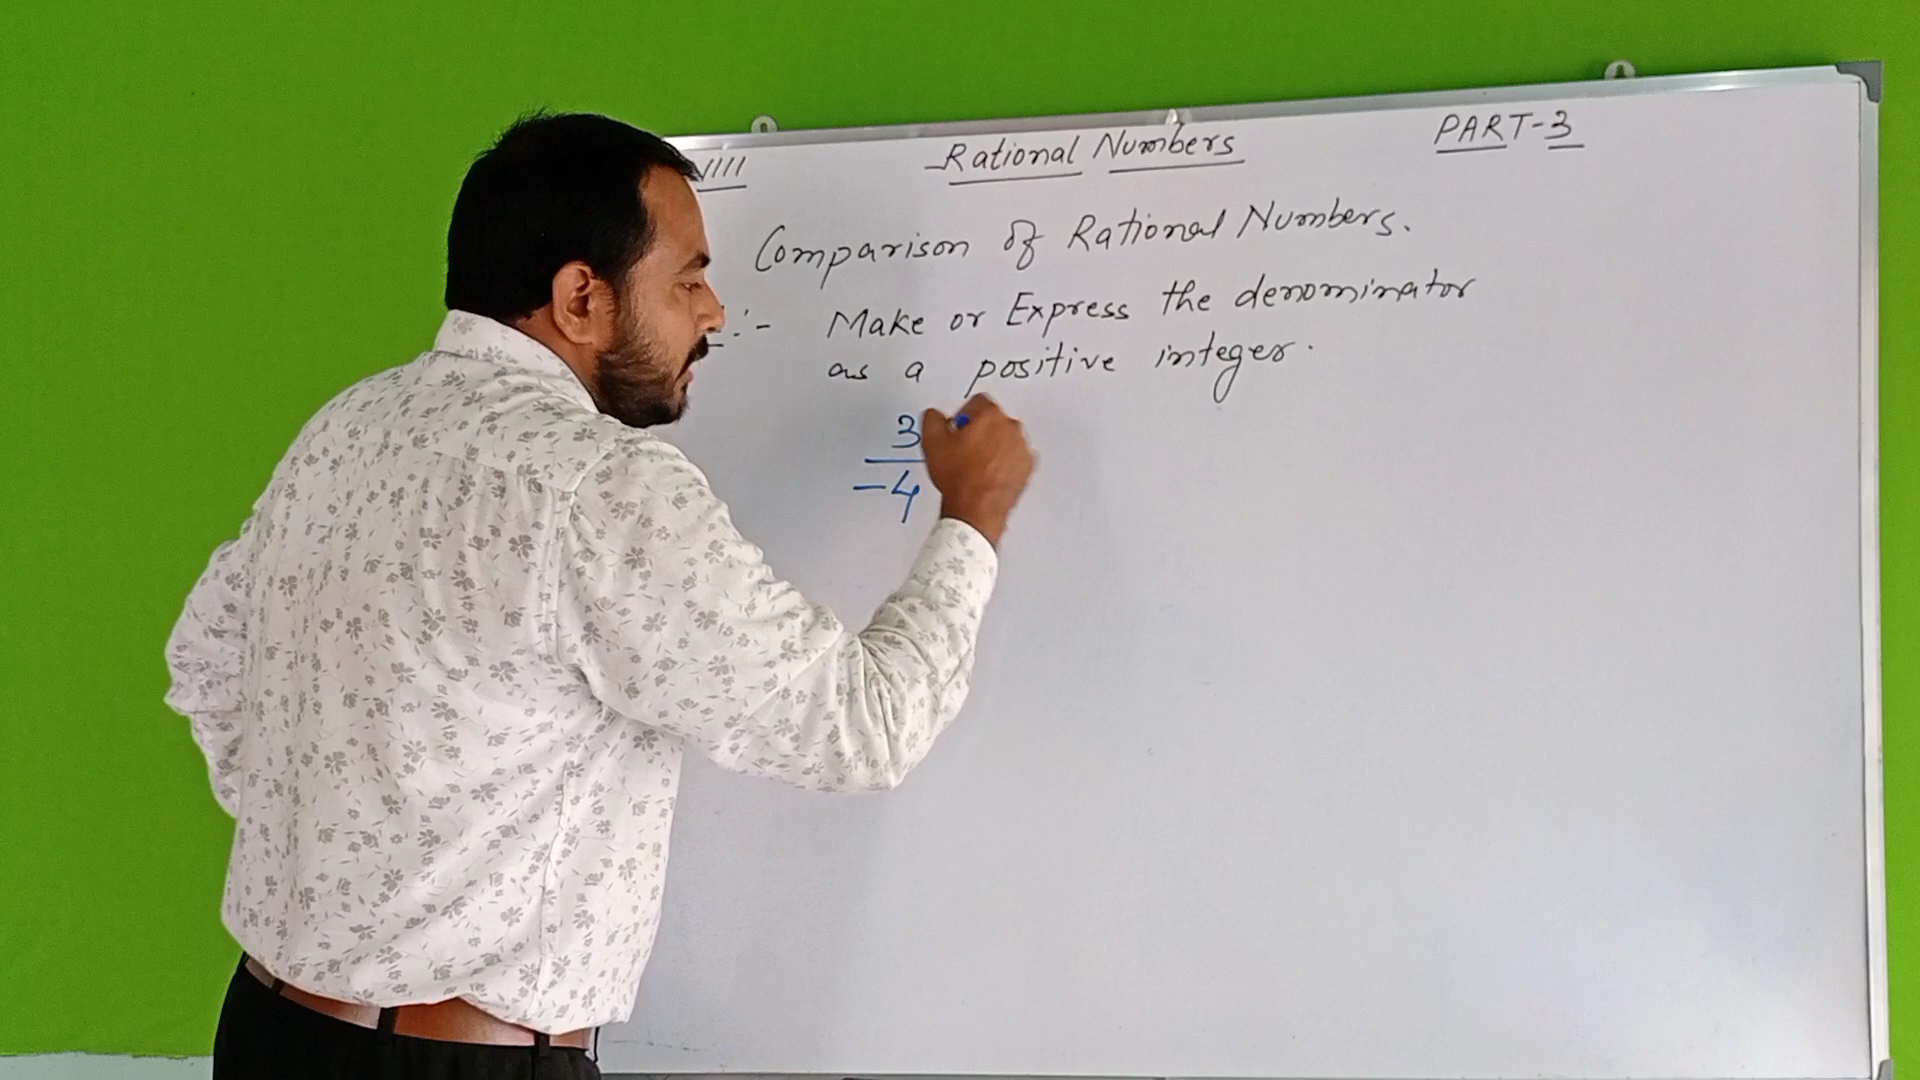 VIII Rational Numbers PART-3
Comparison of Rational Numbers.
:- Make or Express the denominator
as a positive integer.
3
-4